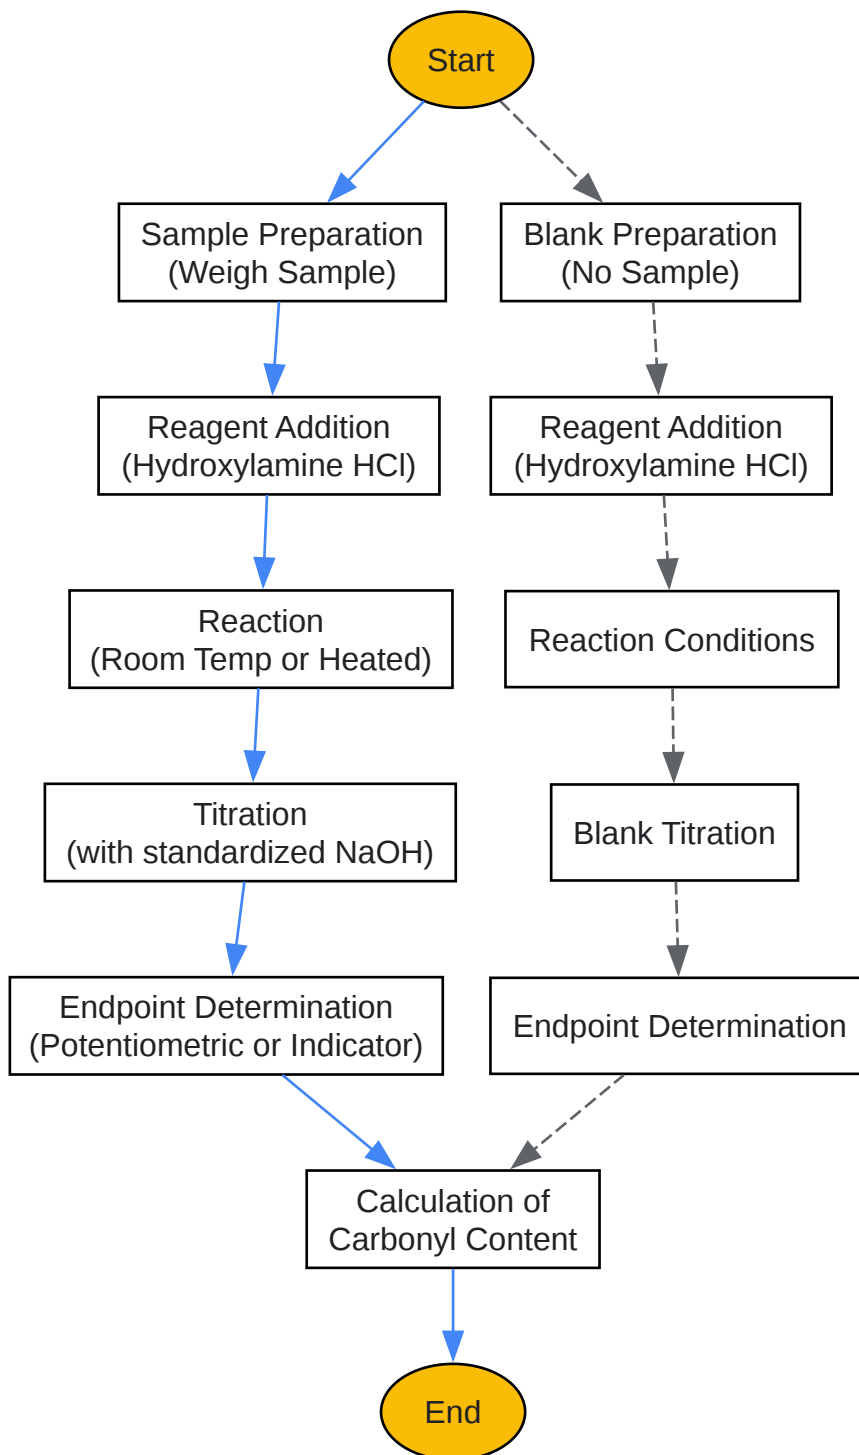 Start
Sample Preparation
(Weigh Sample)
Blank Preparation
(No Sample)
Reagent Addition
(Hydroxylamine HCl)
Reagent Addition
(Hydroxylamine HCl)
Reaction
(Room Temp or Heated)
Reaction Conditions
Titration
(with standardized NaOH)
Blank Titration
Endpoint Determination
(Potentiometric or Indicator)
Endpoint Determination
Calculation of
Carbonyl Content
End